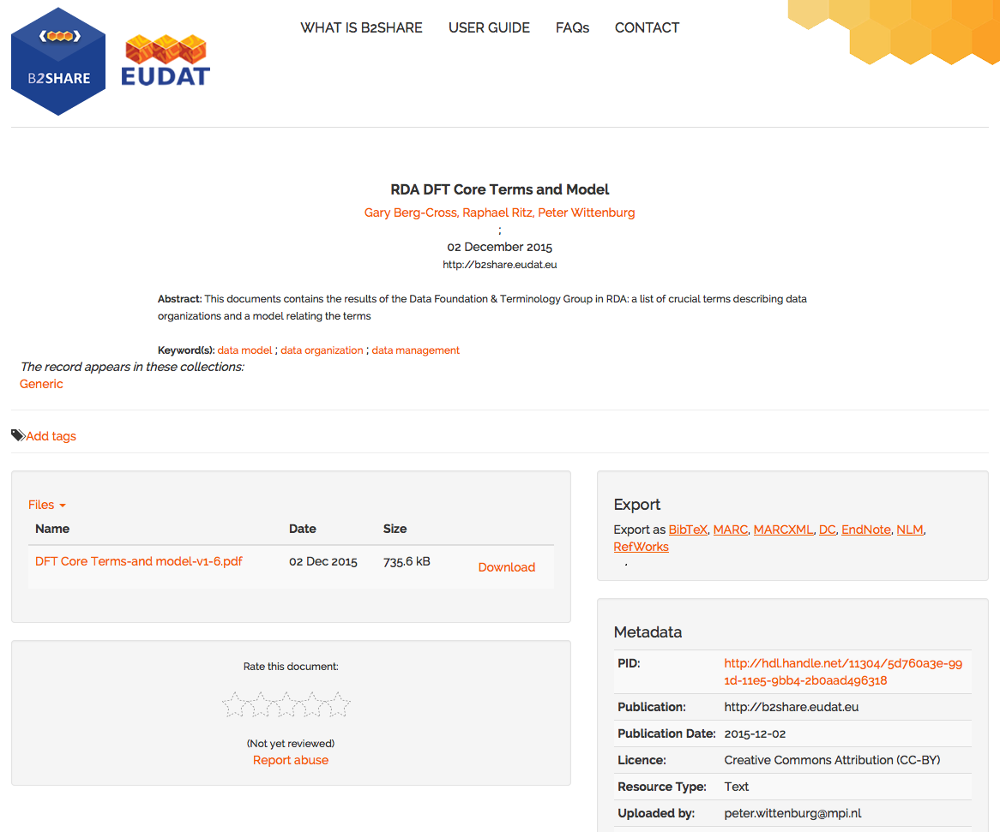 WHAT IS B2SHARE USER GUIDE FAQs CONTACT
B2SHARE
EUDAT
RDA DFT Core Terms and Model
Gary Berg-Cross, Raphael Ritz, Peter Wittenburg
;
02 December 2015
http://b2share.eudat.eu
Abstract: This documents contains the results of the Data Foundation & Terminology Group in RDA: a list of crucial terms describing data
organizations and a model relating the terms
Keyword(s): data model ; data organization ; data management
The record appears in these collections:
Generic
Add tags
Files
Name Date Size
DFT Core Terms-and model-v1-6.pdf 02 Dec 2015 735.6 kB Download
Rate this document:
(Not yet reviewed)
Report abuse
Export
Export as BibTeX, MARC, MARCXML, DC, EndNote, NLM,
RefWorks
,
Metadata
PID: http://hdl.handle.net/11304/5d760a3e-99
1d-11e5-9bb4-2b0aad496318
Publication: http://b2share.eudat.eu
Publication Date: 2015-12-02
Licence: Creative Commons Attribution (CC-BY)
Resource Type: Text
Uploaded by: peter.wittenburg@mpi.nl